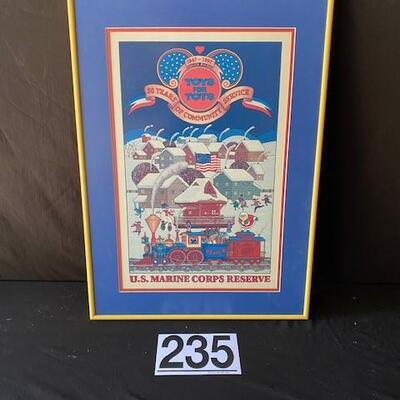 1947 - 1997
TOYS
FOR
TOTS
50 YEARS OF COMMUNITY SERVICE
U.S. MARINE CORPS RESERVE
235